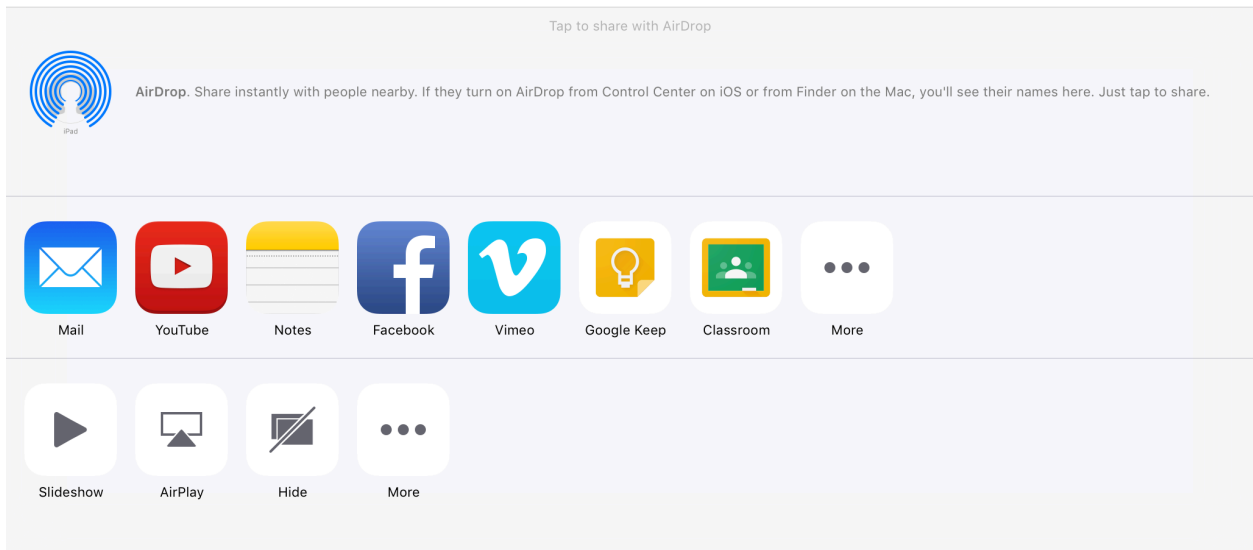 Tap to share with AirDrop
AirDrop. Share instantly with people nearby. If they turn on AirDrop from Control Center on iOS or from Finder on the Mac, you'll see their names here. Just tap to share.
iPad
Mail YouTube Notes Facebook Vimeo Google Keep Classroom More
Slideshow AirPlay Hide More